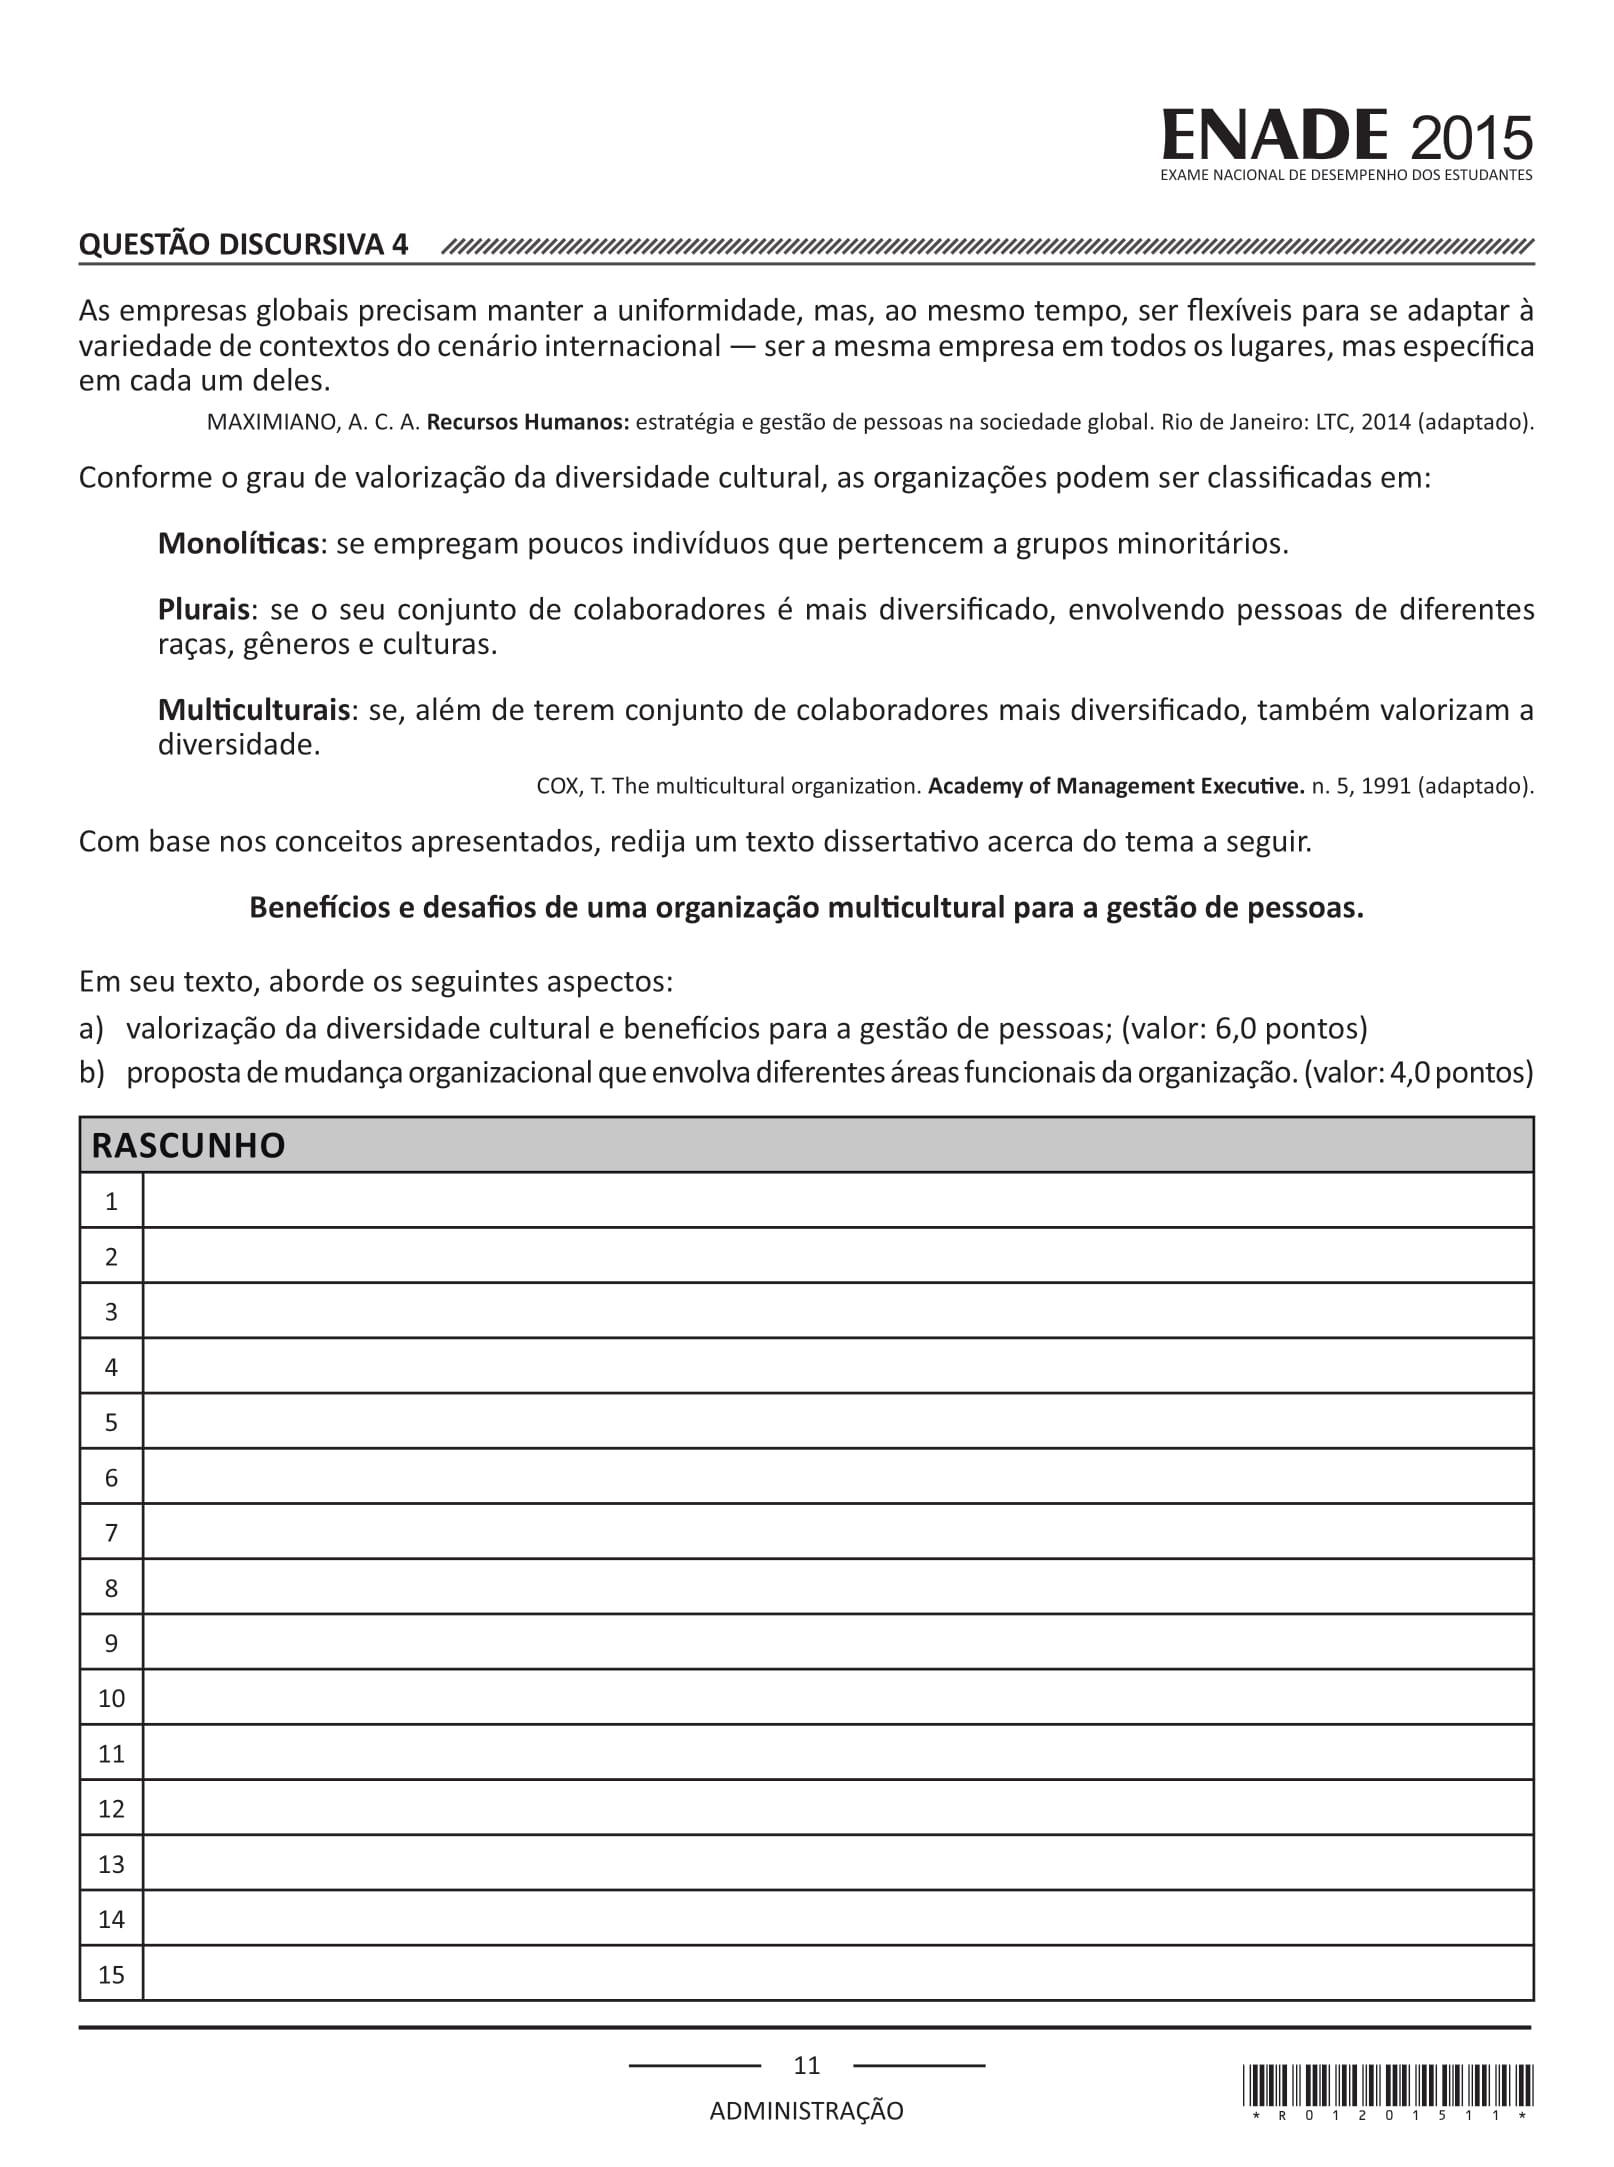 ENADE 2015
EXAME NACIONAL DE DESEMPENHO DOS ESTUDANTES
QUESTÃO DISCURSIVA 4
As empresas globais precisam manter a uniformidade, mas, ao mesmo tempo, ser flexíveis para se adaptar à
variedade de contextos do cenário internacional — ser a mesma empresa em todos os lugares, mas específica
em cada um deles.
MAXIMIANO, A. C. A. Recursos Humanos: estratégia e gestão de pessoas na sociedade global. Rio de Janeiro: LTC, 2014 (adaptado).
Conforme o grau de valorização da diversidade cultural, as organizações podem ser classificadas em:
Monolíticas: se empregam poucos indivíduos que pertencem a grupos minoritários.
Plurais: se o seu conjunto de colaboradores é mais diversificado, envolvendo pessoas de diferentes
raças, gêneros e culturas.
Multiculturais: se, além de terem conjunto de colaboradores mais diversificado, também valorizam a
diversidade.
COX, T. The multicultural organization. Academy of Management Executive. n. 5, 1991 (adaptado).
Com base nos conceitos apresentados, redija um texto dissertativo acerca do tema a seguir.
Benefícios e desafios de uma organização multicultural para a gestão de pessoas.
Em seu texto, aborde os seguintes aspectos:
a) valorização da diversidade cultural e benefícios para a gestão de pessoas; (valor: 6,0 pontos)
b) proposta de mudança organizacional que envolva diferentes áreas funcionais da organização. (valor: 4,0 pontos)
RASCUNHO
1
2
3
4
5
6
7
8
9
10
11
12
13
14
15
11
ADMINISTRAÇÃO
* R 0 1 2 0 1 5 1 1 *